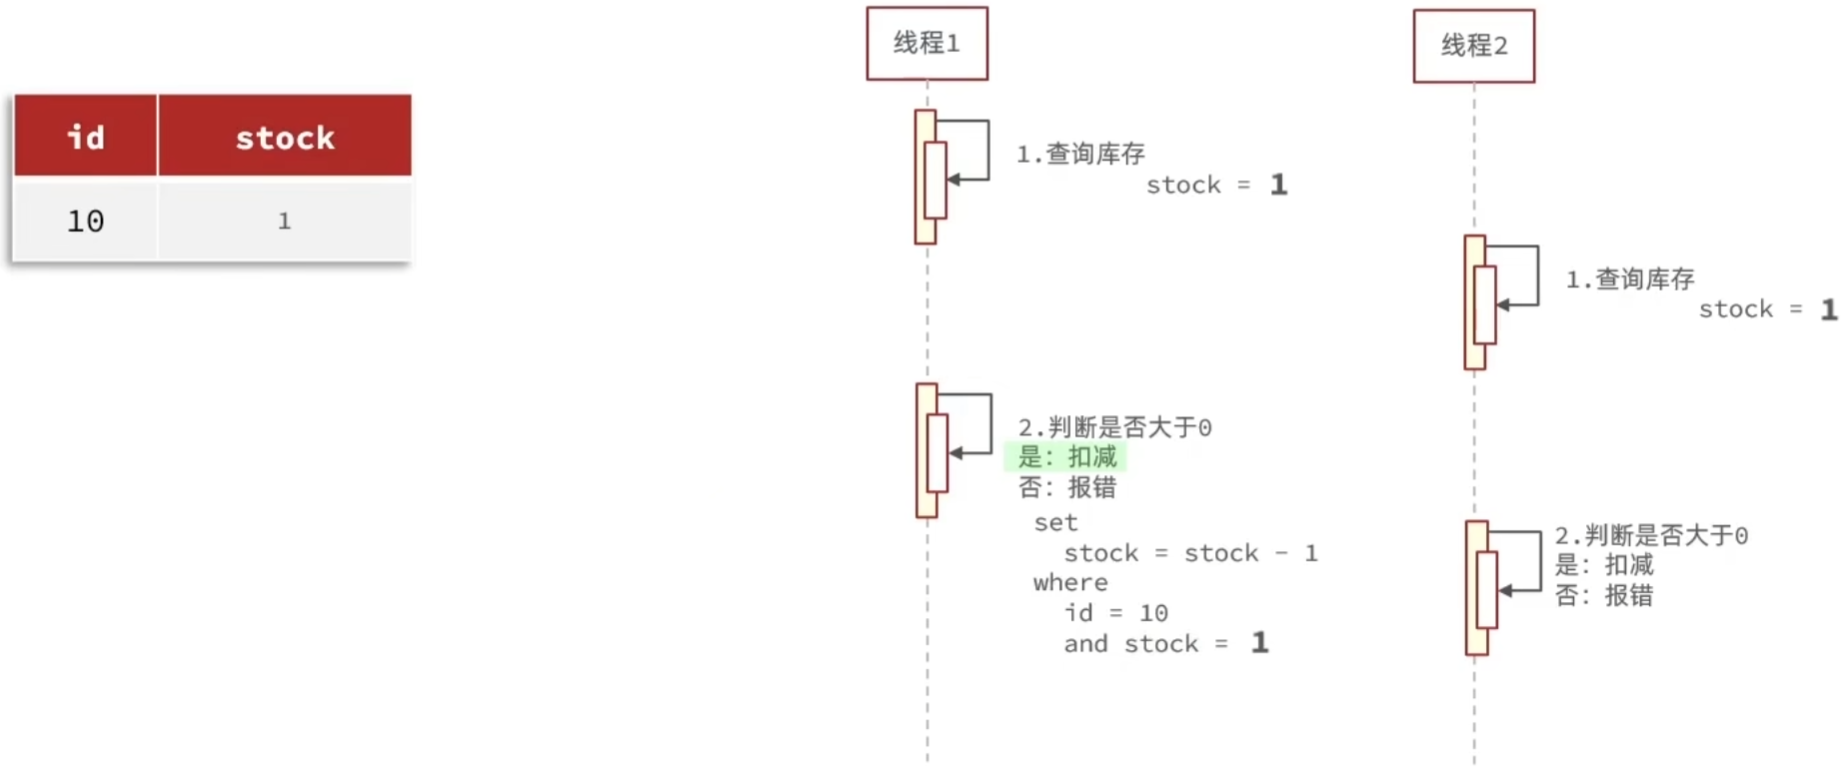 id stock
10 1
线程1
1.查询库存
stock = 1
2.判断是否大于0
是：扣减
否：报错
set
stock = stock - 1
where
id = 10
and stock = 1
线程2
1.查询库存
stock = 1
2.判断是否大于0
是：扣减
否：报错